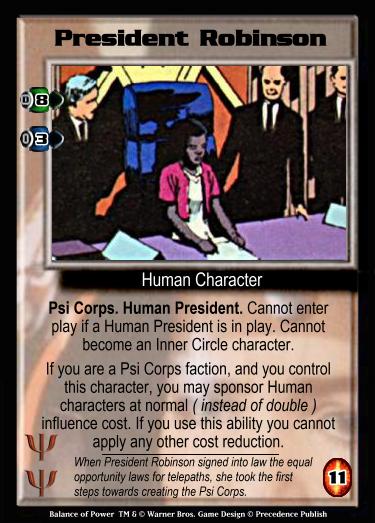 President Robinson
8
3
Human Character
Psi Corps. Human President. Cannot enter
play if a Human President is in play. Cannot
become an Inner Circle character.
If you are a Psi Corps faction, and you control
this character, you may sponsor Human
characters at normal ( instead of double )
influence cost. If you use this ability you cannot
apply any other cost reduction.
When President Robinson signed into law the equal
opportunity laws for telepaths, she took the first
steps towards creating the Psi Corps.
11
Balance of Power TM & © Warner Bros. Game Design © Precedence Publish